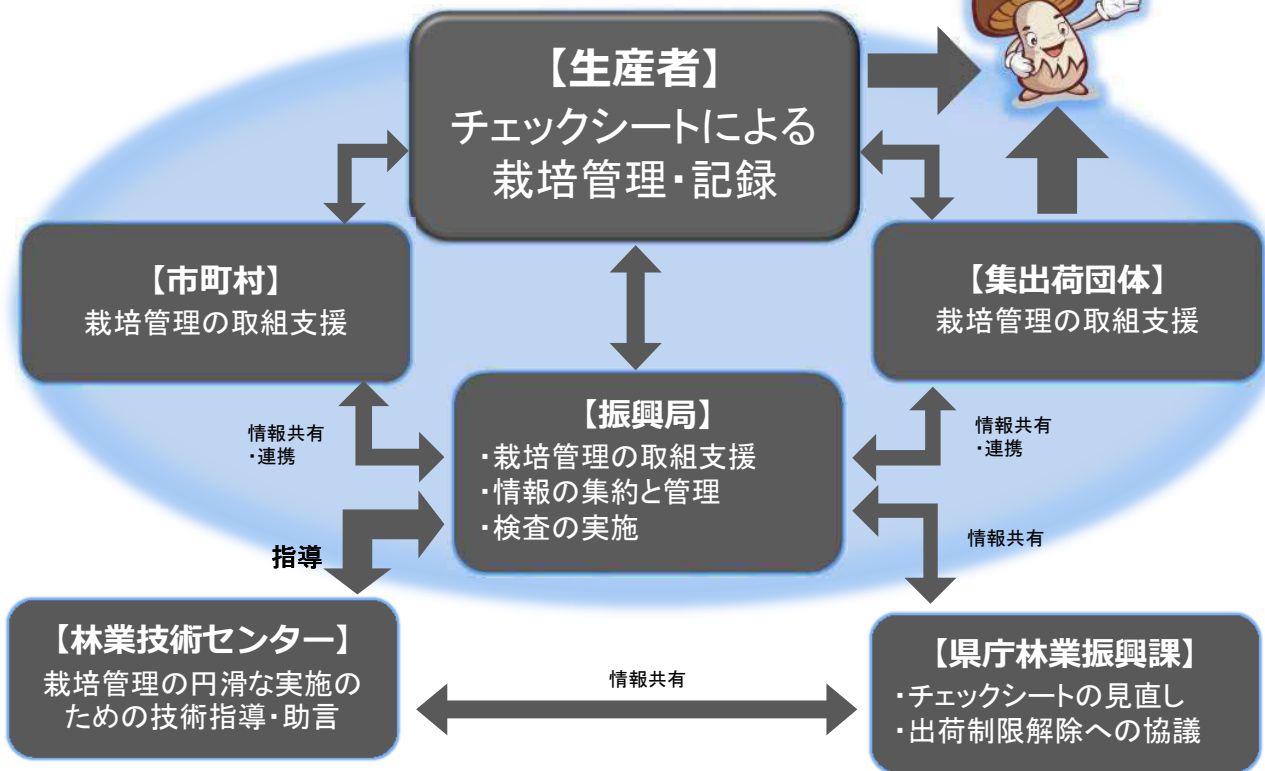 【生産者】
チェックシートによる
栽培管理・記録
【市町村】
栽培管理の取組支援
【集出荷団体】
栽培管理の取組支援
【振興局】
・栽培管理の取組支援
・情報の集約と管理
・検査の実施
情報共有
・連携
情報共有
・連携
指導
情報共有
【林業技術センター】
栽培管理の円滑な実施の
ための技術指導・助言
情報共有
【県庁林業振興課】
・チェックシートの見直し
・出荷制限解除への協議